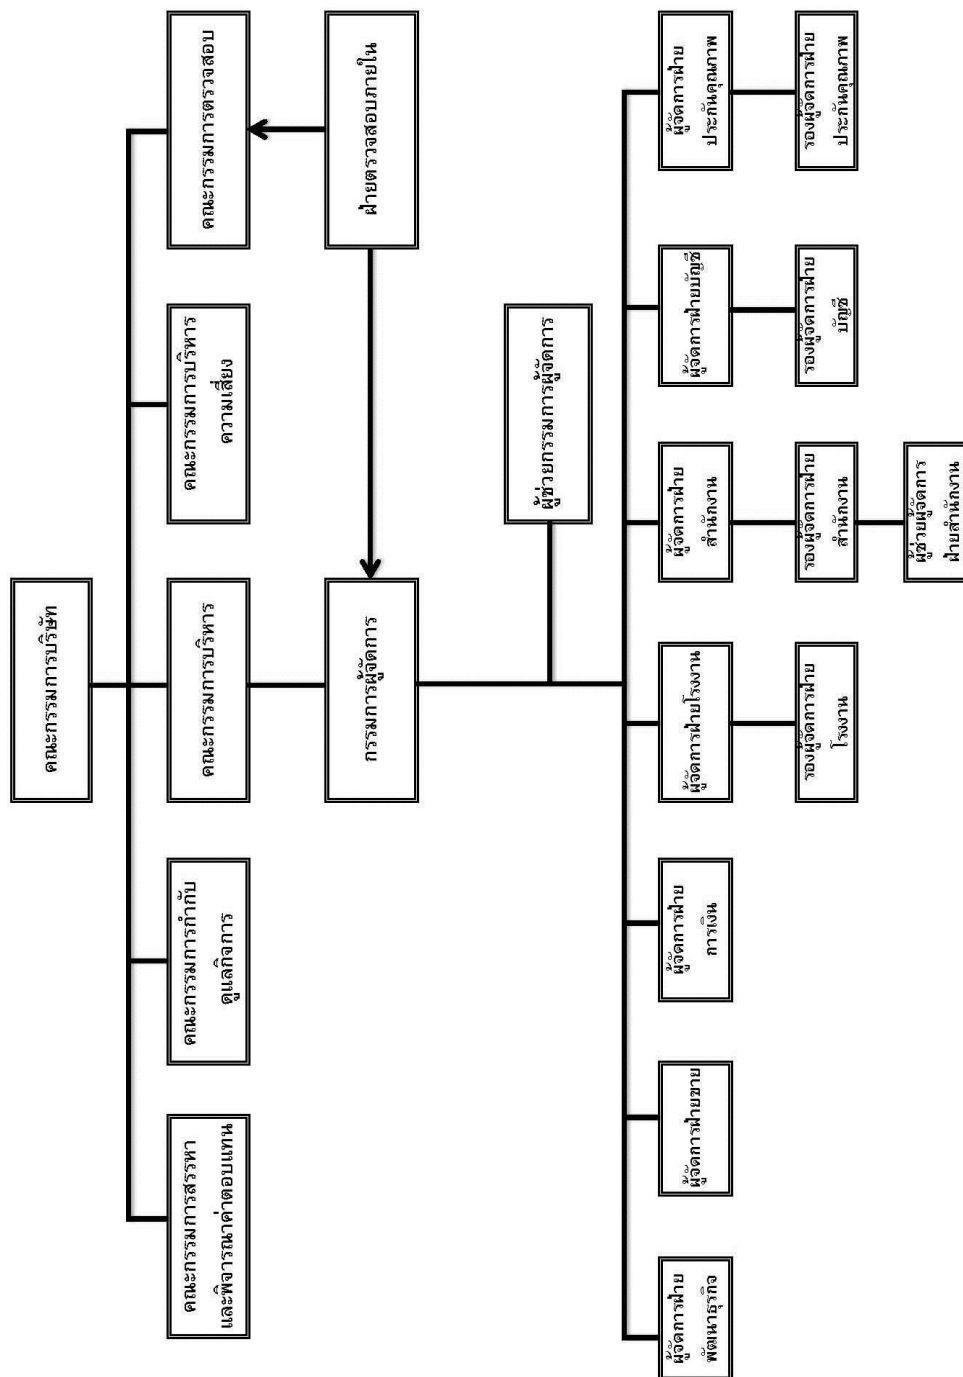 คณะกรรมการบริษัท
คณะกรรมการสรรหา
และพิจารณาค่าตอบแทน
คณะกรรมการกำกับ
ดูแลกิจการ
คณะกรรมการบริหาร
คณะกรรมการบริหาร
ความเสี่ยง
คณะกรรมการตรวจสอบ
กรรมการผู้จัดการ
ฝ่ายตรวจสอบภายใน
ผู้ช่วยกรรมการผู้จัดการ
ผู้จัดการฝ่าย
พัฒนาธุรกิจ
ผู้จัดการฝ่ายขาย
ผู้จัดการฝ่าย
การเงิน
ผู้จัดการฝ่ายโรงงาน
ผู้จัดการฝ่าย
สำนักงาน
ผู้จัดการฝ่ายบัญชี
ผู้จัดการฝ่าย
ประกันคุณภาพ
รองผู้จัดการฝ่าย
โรงงาน
รองผู้จัดการฝ่าย
สำนักงาน
รองผู้จัดการฝ่าย
บัญชี
รองผู้จัดการฝ่าย
ประกันคุณภาพ
ผู้ช่วยผู้จัดการ
ฝ่ายสำนักงาน